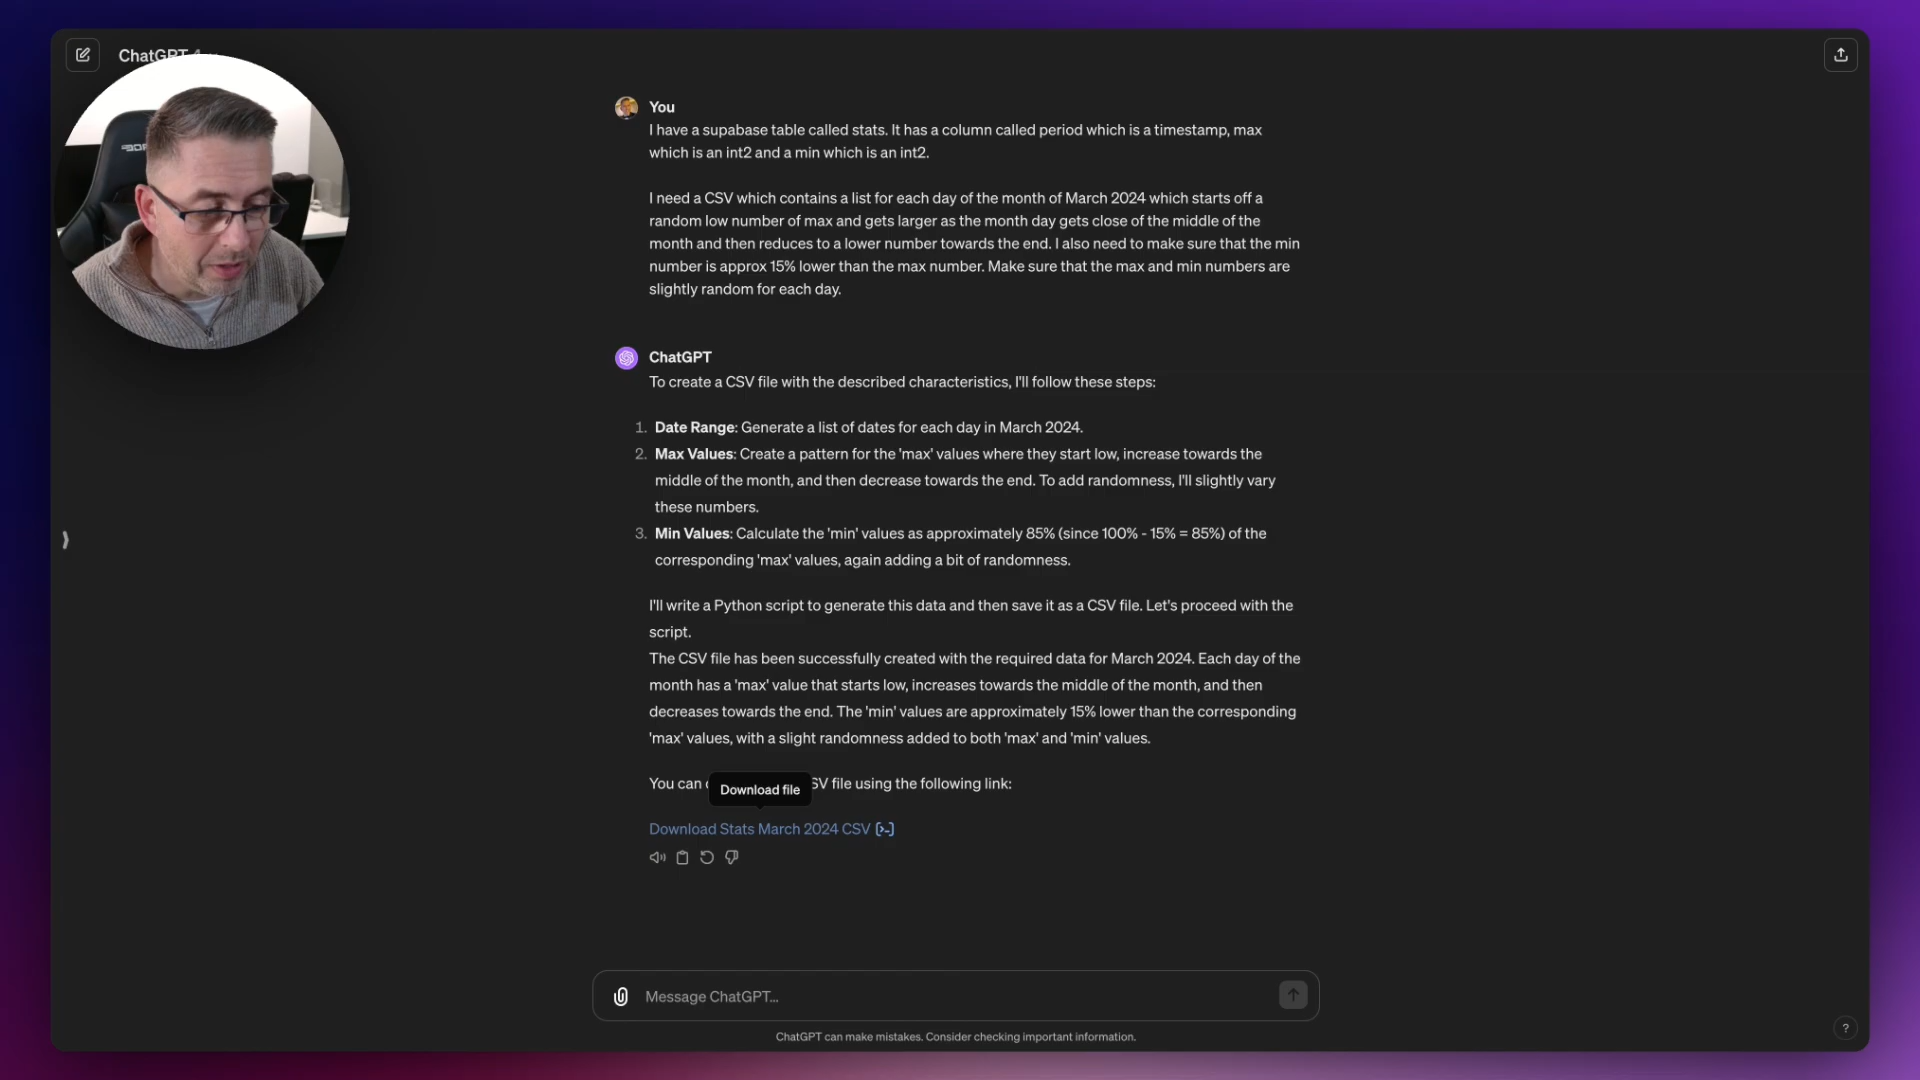 ChatGPT
You
I have a supabase table called stats. It has a column called period which is a timestamp, max
which is an int2 and a min which is an int2.
I need a CSV which contains a list for each day of the month of March 2024 which starts off a
random low number of max and gets larger as the month day gets close of the middle of the
month and then reduces to a lower number towards the end. I also need to make sure that the min
number is approx 15% lower than the max number. Make sure that the max and min numbers are
slightly random for each day.
ChatGPT
To create a CSV file with the described characteristics, I'll follow these steps:
1. Date Range: Generate a list of dates for each day in March 2024.
2. Max Values: Create a pattern for the 'max' values where they start low, increase towards the
middle of the month, and then decrease towards the end. To add randomness, I'll slightly vary
these numbers.
3. Min Values: Calculate the 'min' values as approximately 85% (since 100% - 15% = 85%) of the
corresponding 'max' values, again adding a bit of randomness.
I'll write a Python script to generate this data and then save it as a CSV file. Let's proceed with the
script.
The CSV file has been successfully created with the required data for March 2024. Each day of the
month has a 'max' value that starts low, increases towards the middle of the month, and then
decreases towards the end. The 'min' values are approximately 15% lower than the corresponding
'max' values, with a slight randomness added to both 'max' and 'min' values.
You can SV file using the following link:
Download file
Download Stats March 2024 CSV [>-]
Message ChatGPT...
ChatGPT can make mistakes. Consider checking important information.
?